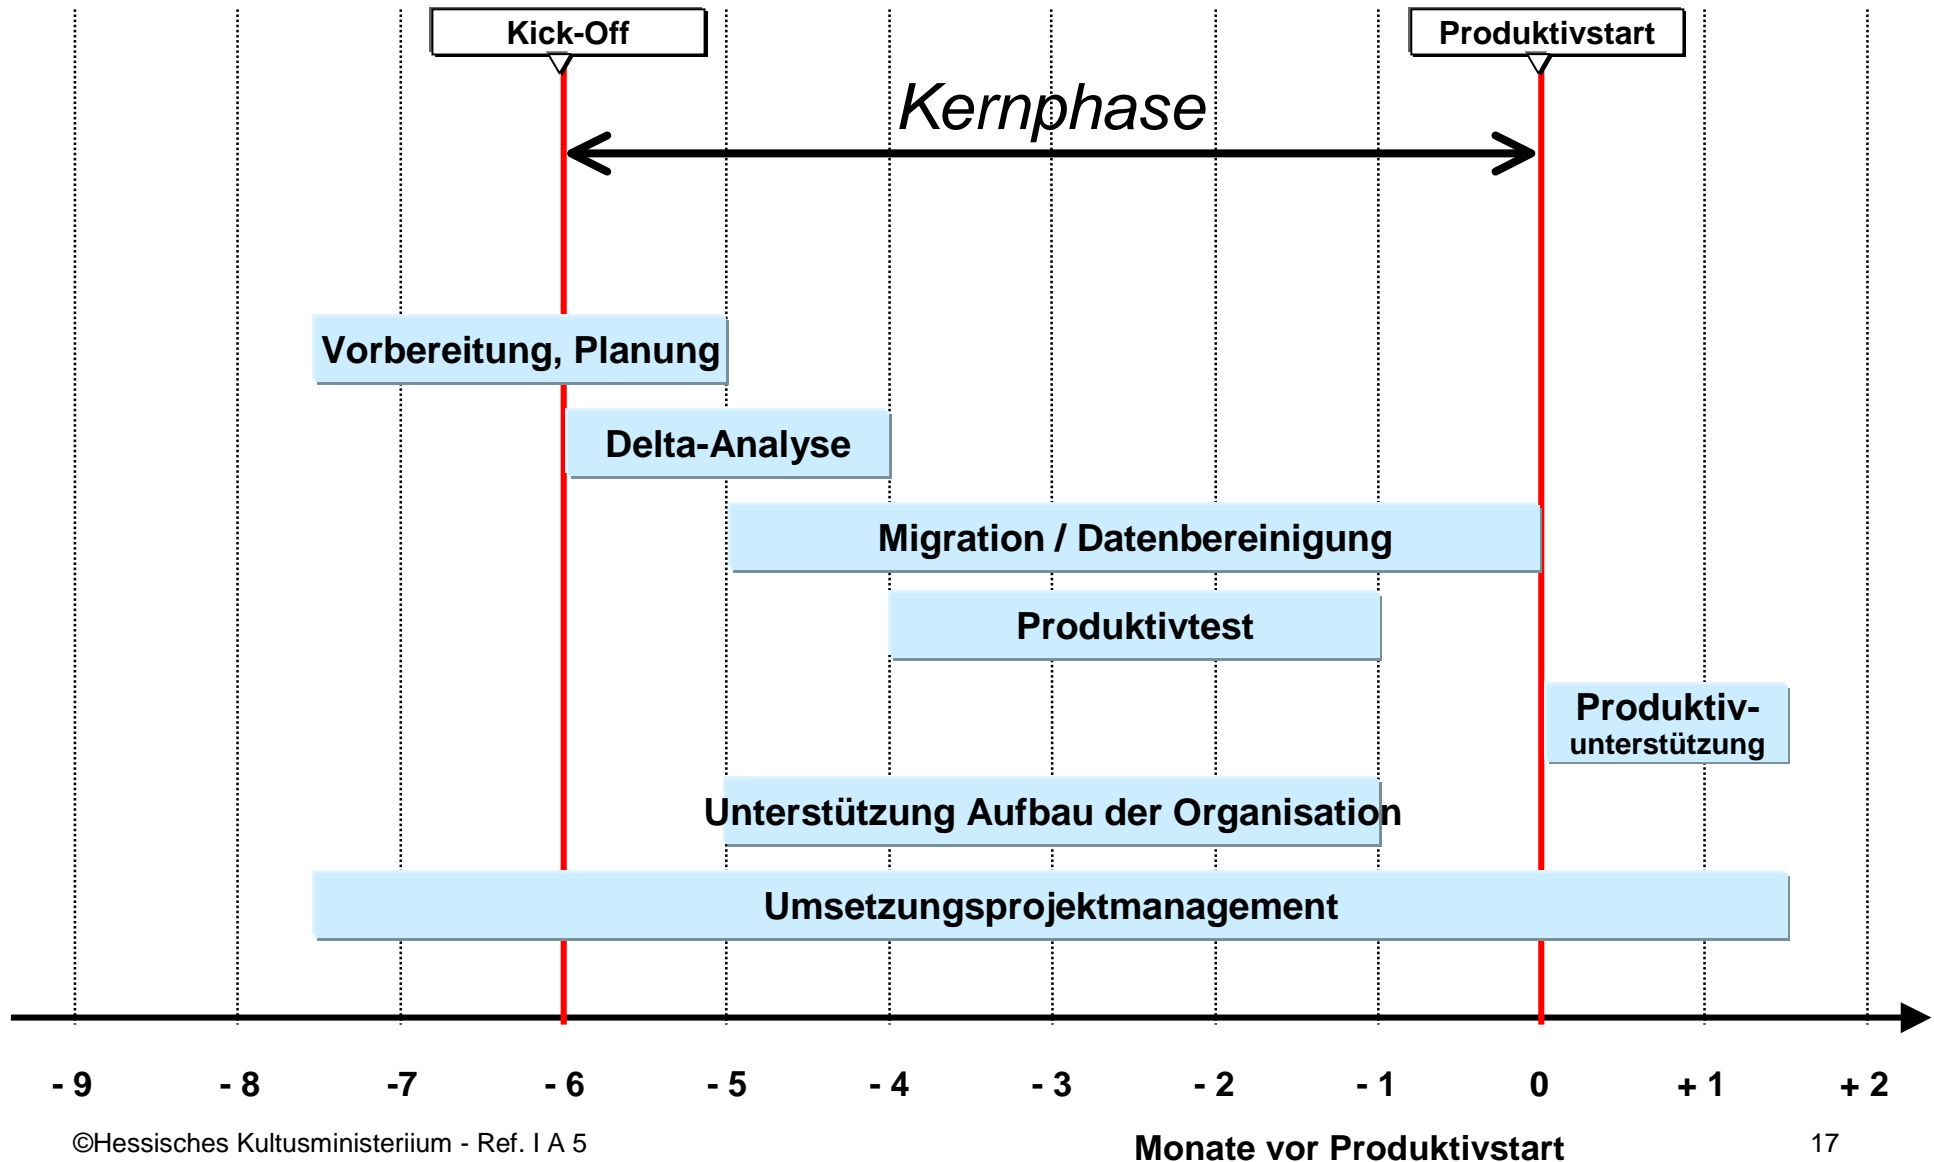 Kick-Off
Produktivstart
Kernphase
Vorbereitung, Planung
Delta-Analyse
Migration / Datenbereinigung
Produktivtest
Produktiv-
unterstützung
Unterstützung Aufbau der Organisation
Umsetzungsprojektmanagement
- 9 - 8 -7 - 6 - 5 - 4 - 3 - 2 - 1 0 + 1 + 2
©Hessisches Kultusministeriium - Ref. I A 5
Monate vor Produktivstart
17